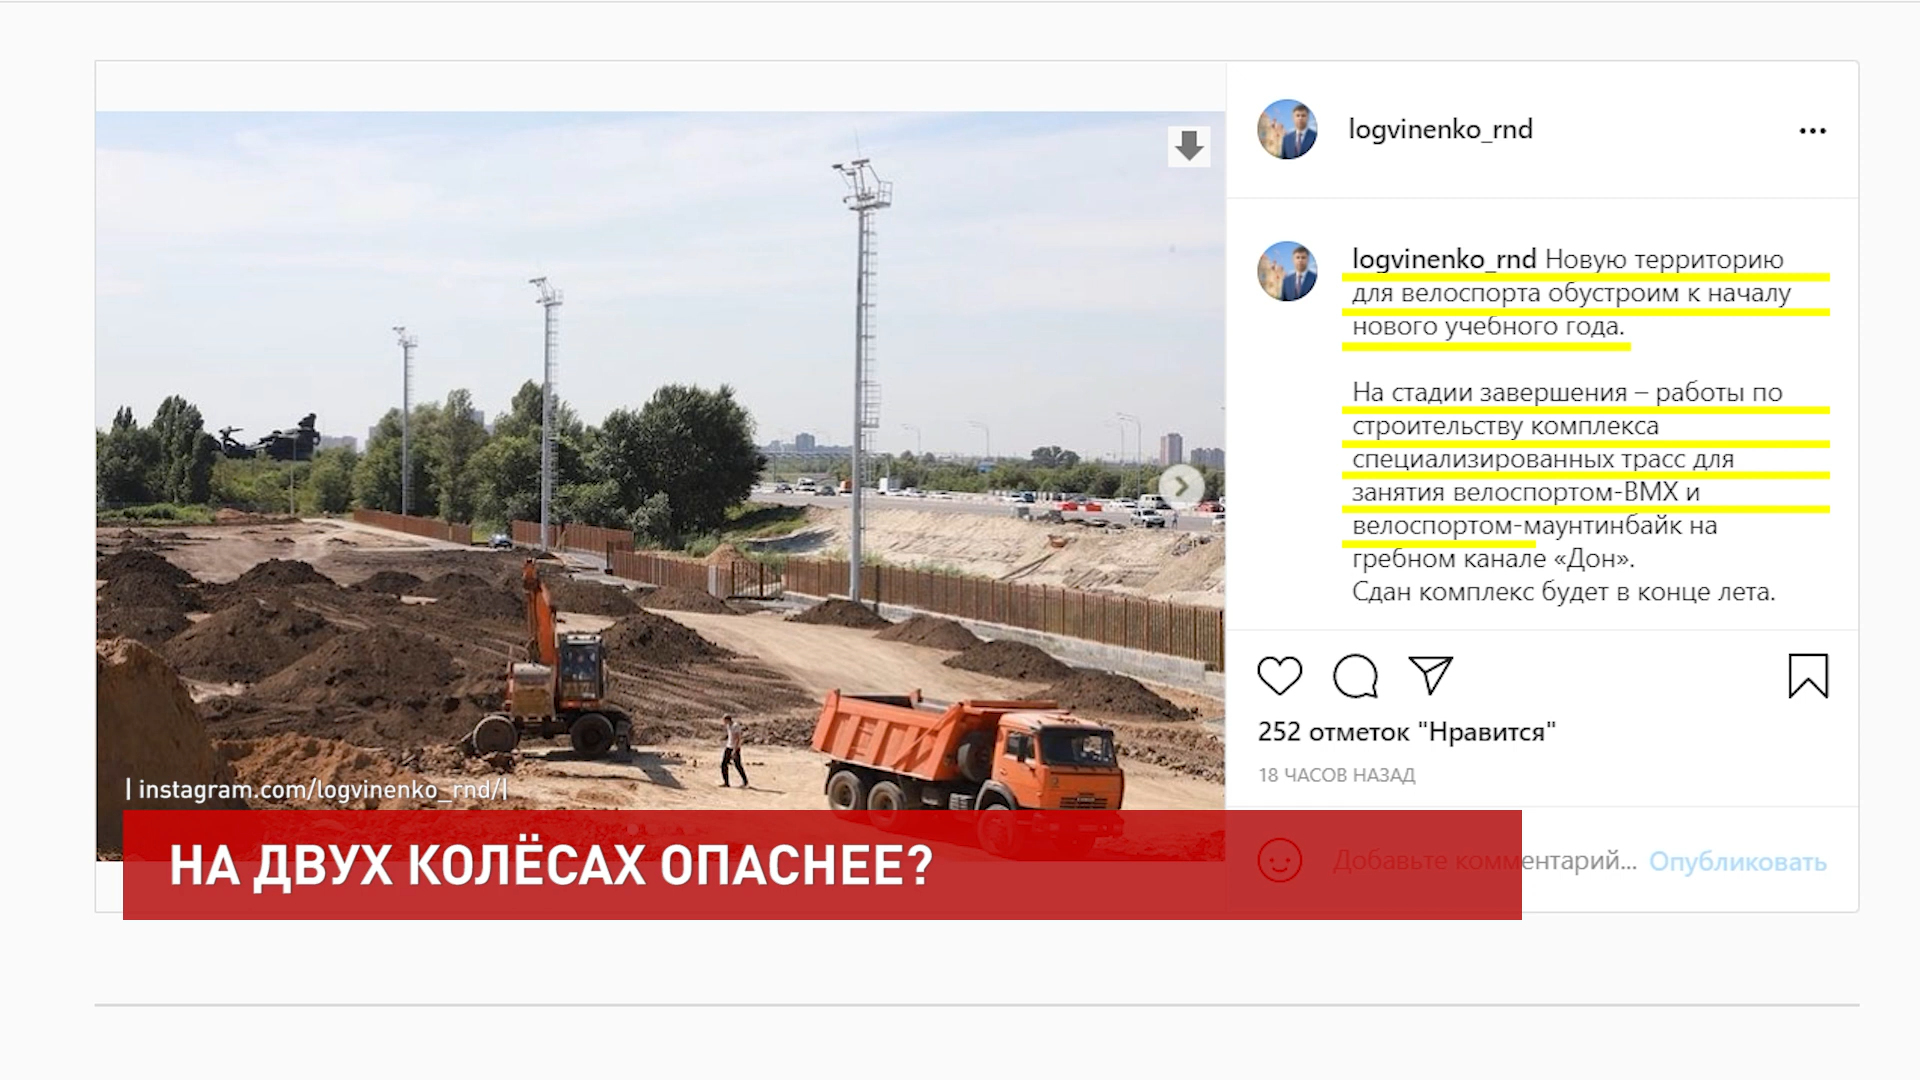 logvinenko_rnd
logvinenko_rnd Новую территорию
для велоспорта обустроим к началу
нового учебного года.
На стадии завершения – работы по
строительству комплекса
специализированных трасс для
занятия велоспортом-BMX и
велоспортом-маунтинбайк на
гребном канале «Дон».
Сдан комплекс будет в конце лета.
252 отметок "Нравится"
18 ЧАСОВ НАЗАД
Добавьте комментарий... Опубликовать
| instagram.com/logvinenko_rnd/|
НА ДВУХ КОЛЁСАХ ОПАСНЕЕ?